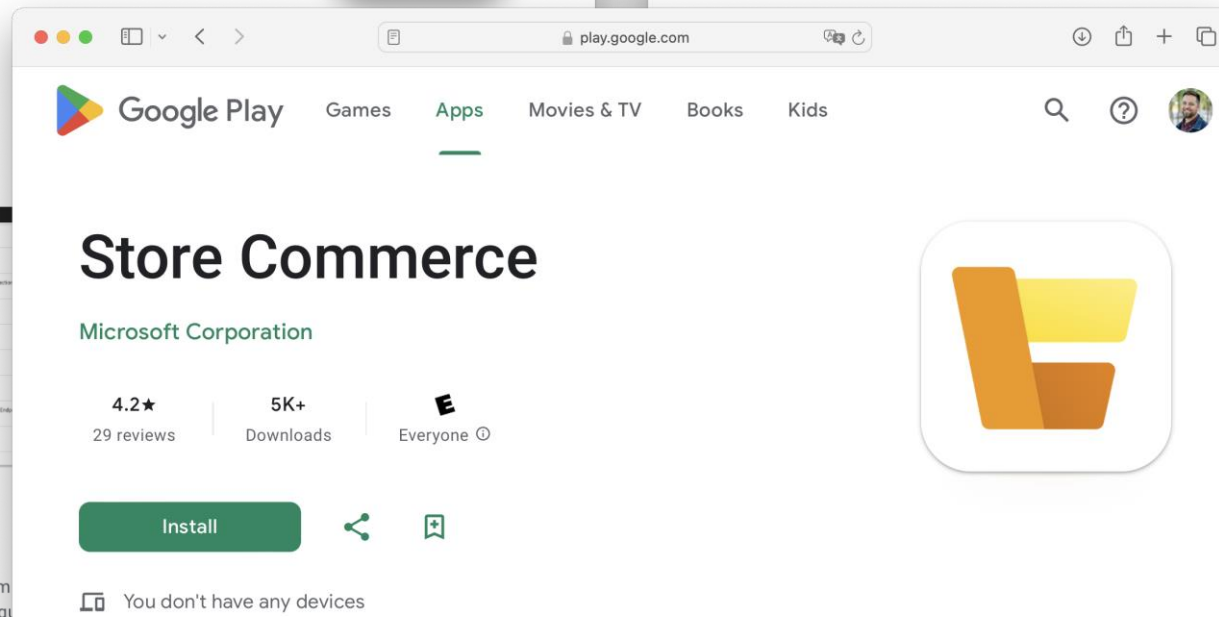 play.google.com
Google Play Games Apps Movies & TV Books Kids
Store Commerce
Microsoft Corporation
4.2★ 5K+ E
29 reviews Downloads Everyone
Install
You don't have any devices